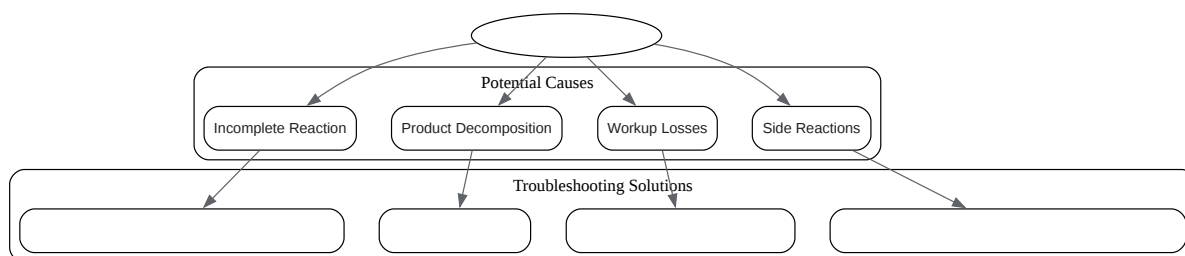 Potential Causes
Incomplete Reaction
Product Decomposition
Workup Losses
Side Reactions
Troubleshooting Solutions